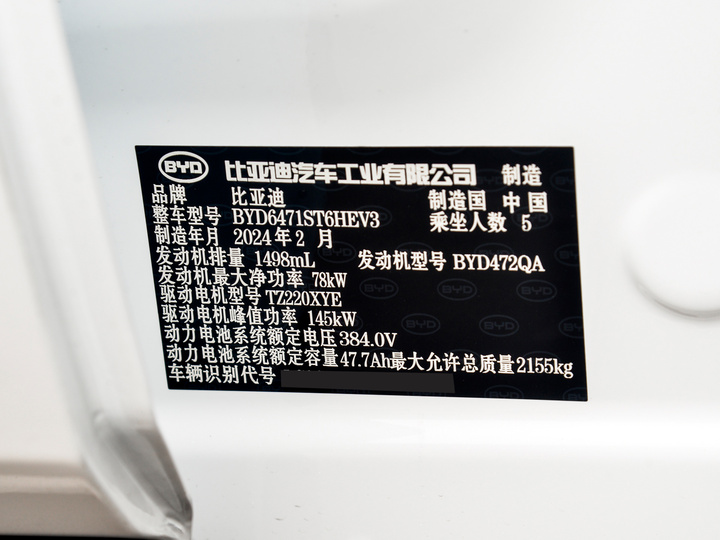 BYD 比亚迪汽车工业有限公司 制造
品牌 比亚迪 制造国 中国
整车型号 BYD6471ST6HEV3 乘坐人数 5
制造年月 2024年2月
发动机排量 1498mL 发动机型号 BYD472QA
发动机最大净功率 78kW
驱动电机型号 TZ220XYE
驱动电机峰值功率 145kW
动力电池系统额定电压 384.0V
动力电池系统额定容量 47.7Ah 最大允许总质量 2155kg
车辆识别代号